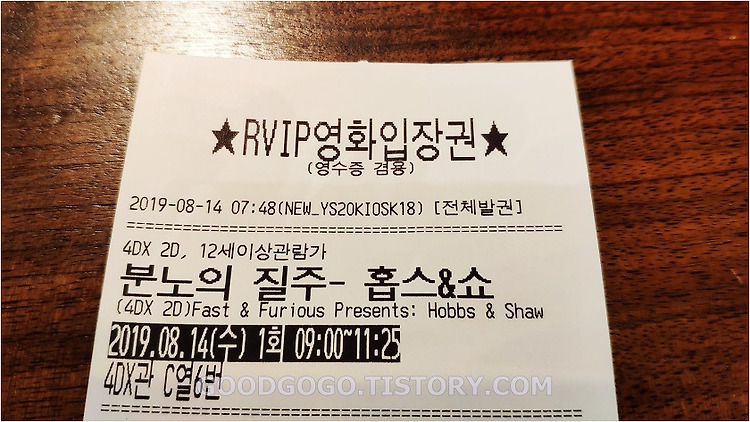 ★RVIP영화입장권★
(영수증 겸용)
2019-08-14 07:48(NEW_YS20KIOSK18) [전체발권]
================================================
4DX 2D, 12세이상관람가
분노의 질주- 홉스&쇼
(4DX 2D)Fast & Furious Presents: Hobbs & Shaw
2019.08.14(수) 1회 09:00~11:25
4DX관 C열6번
GOODGOGO.TISTORY.COM
================================================